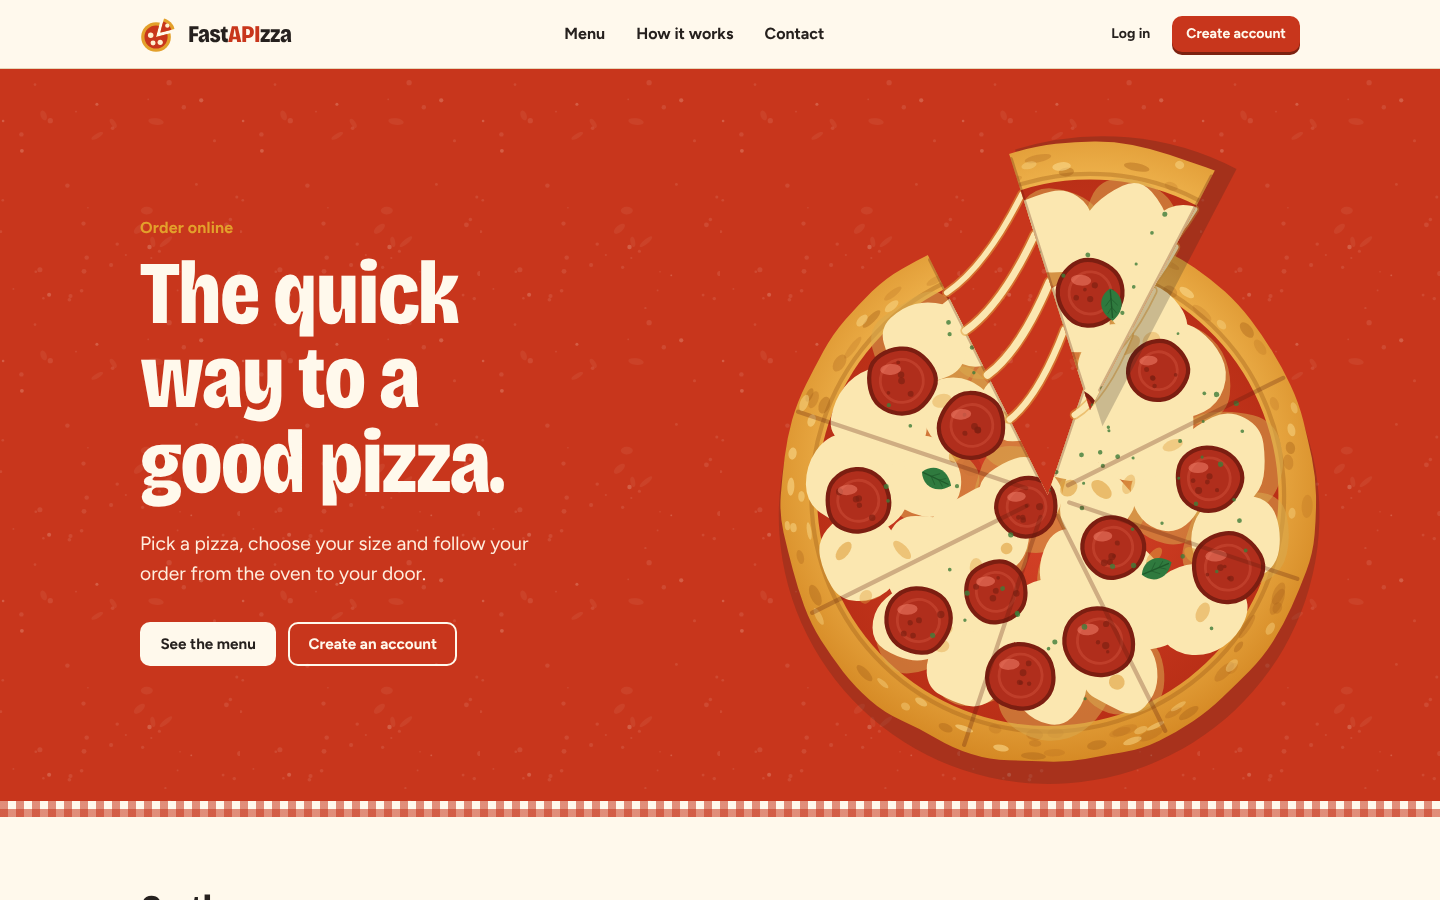 FastAPIzza
Menu
How it works
Contact
Log in
Create account
Order online
The quick
way to a
good pizza.
Pick a pizza, choose your size and follow your
order from the oven to your door.
See the menu
Create an account